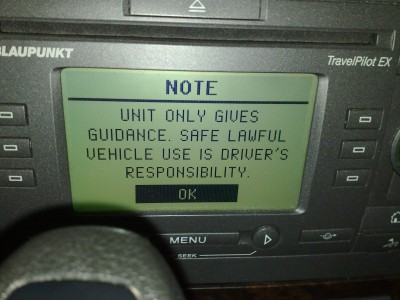 BLAUPUNKT
TravelPilot EX
NOTE
UNIT ONLY GIVES
GUIDANCE. SAFE LAWFUL
VEHICLE USE IS DRIVER'S
RESPONSIBILITY.
OK
MENU
SEEK